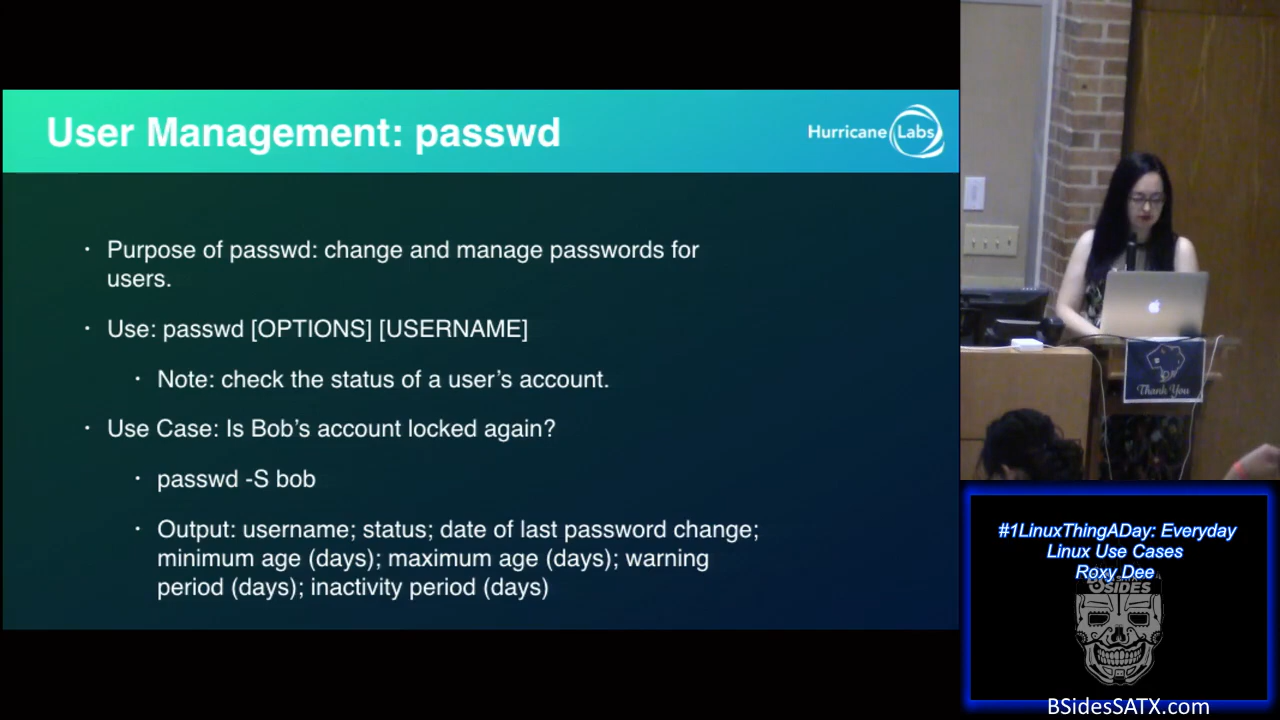 User Management: passwd
Hurricane Labs
· Purpose of passwd: change and manage passwords for
users.
· Use: passwd [OPTIONS] [USERNAME]
· Note: check the status of a user’s account.
· Use Case: Is Bob’s account locked again?
· passwd -S bob
· Output: username; status; date of last password change;
minimum age (days); maximum age (days); warning
period (days); inactivity period (days)
Thank You
#1LinuxThingADay: Everyday
Linux Use Cases
Roxy Dee
BSIDES
BSidesSATX.com